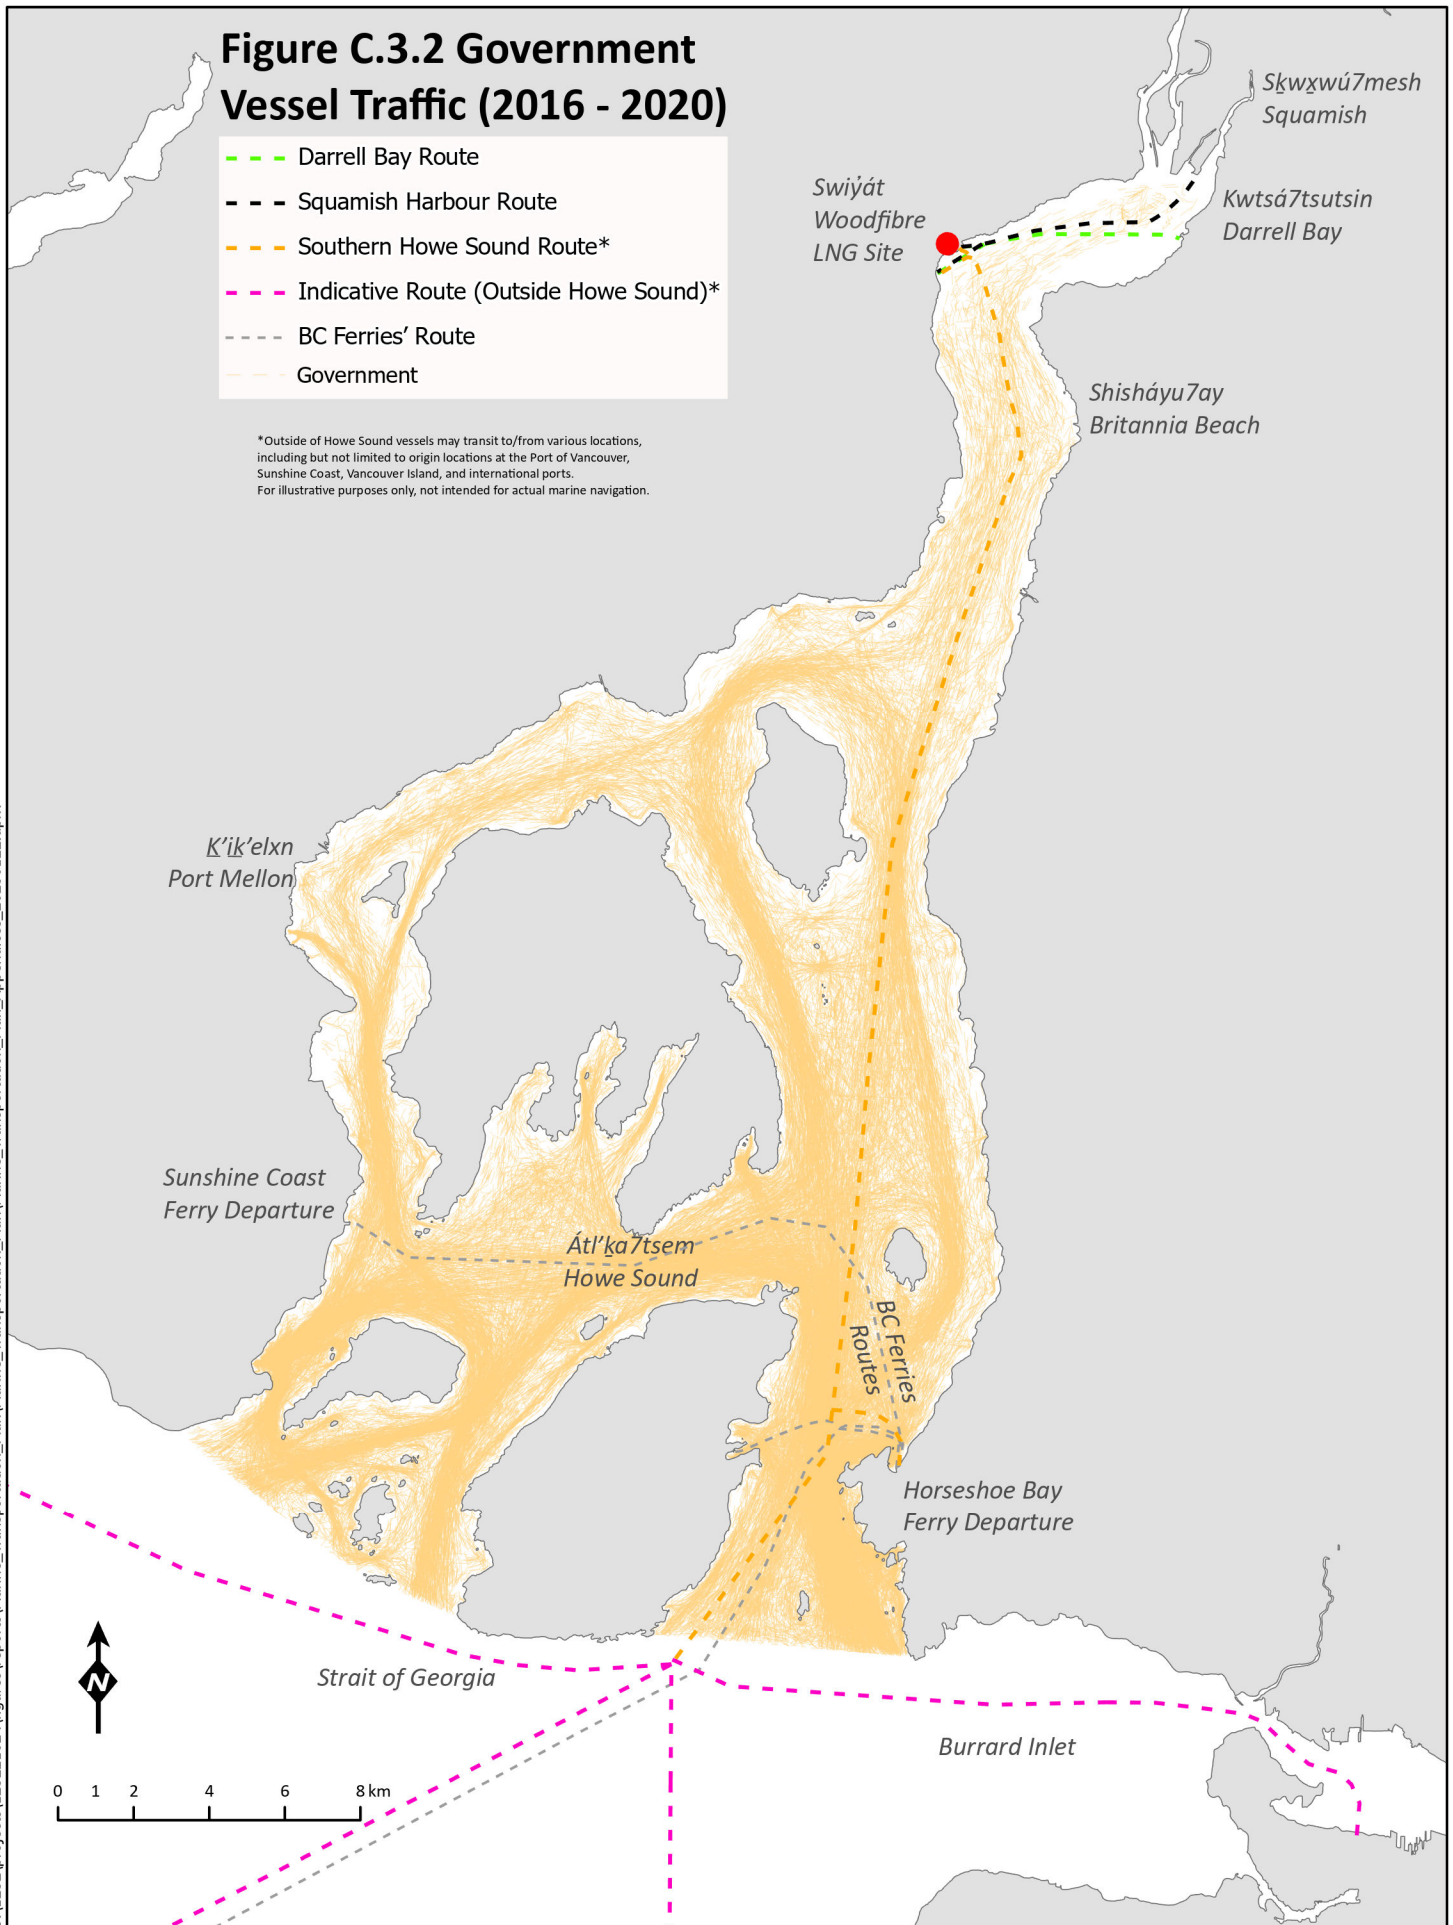 Figure C.3.2 Government
Vessel Traffic (2016 - 2020)
Darrell Bay Route
Squamish Harbour Route
Southern Howe Sound Route*
Indicative Route (Outside Howe Sound)*
BC Ferries’ Route
Government
*Outside of Howe Sound vessels may transit to/from various locations,
including but not limited to origin locations at the Port of Vancouver,
Sunshine Coast, Vancouver Island, and international ports.
For illustrative purposes only, not intended for actual marine navigation.
Sḵwx̱wú7mesh
Squamish
Swiy̓át
Woodfibre
LNG Site
Kwtsá7tsutsin
Darrell Bay
Shisháyu7ay
Britannia Beach
Ḵ’iḵ’elxn
Port Mellon
Sunshine Coast
Ferry Departure
Átl’ḵa7tsem
Howe Sound
BC Ferries
Routes
Horseshoe Bay
Ferry Departure
Strait of Georgia
Burrard Inlet
N
0 1 2 4 6 8 km